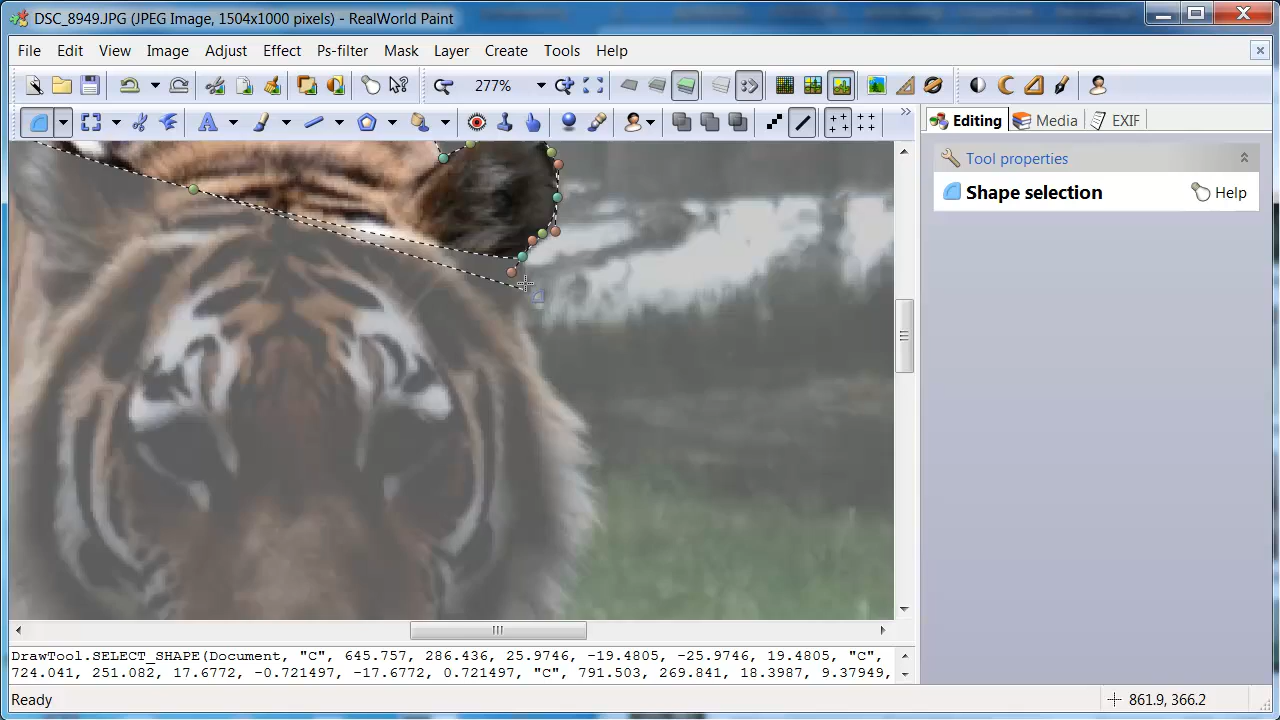 DSC_8949.JPG (JPEG Image, 1504x1000 pixels) - RealWorld Paint
File Edit View Image Adjust Effect Ps-filter Mask Layer Create Tools Help
277%
Editing Media EXIF
Tool properties
Shape selection Help
DrawTool.SELECT_SHAPE(Document, "C", 645.757, 286.436, 25.9746, -19.4805, -25.9746, 19.4805, "C",
724.041, 251.082, 17.6772, -0.721497, -17.6772, 0.721497, "C", 791.503, 269.841, 18.3987, 9.37949,
Ready 861.9, 366.2